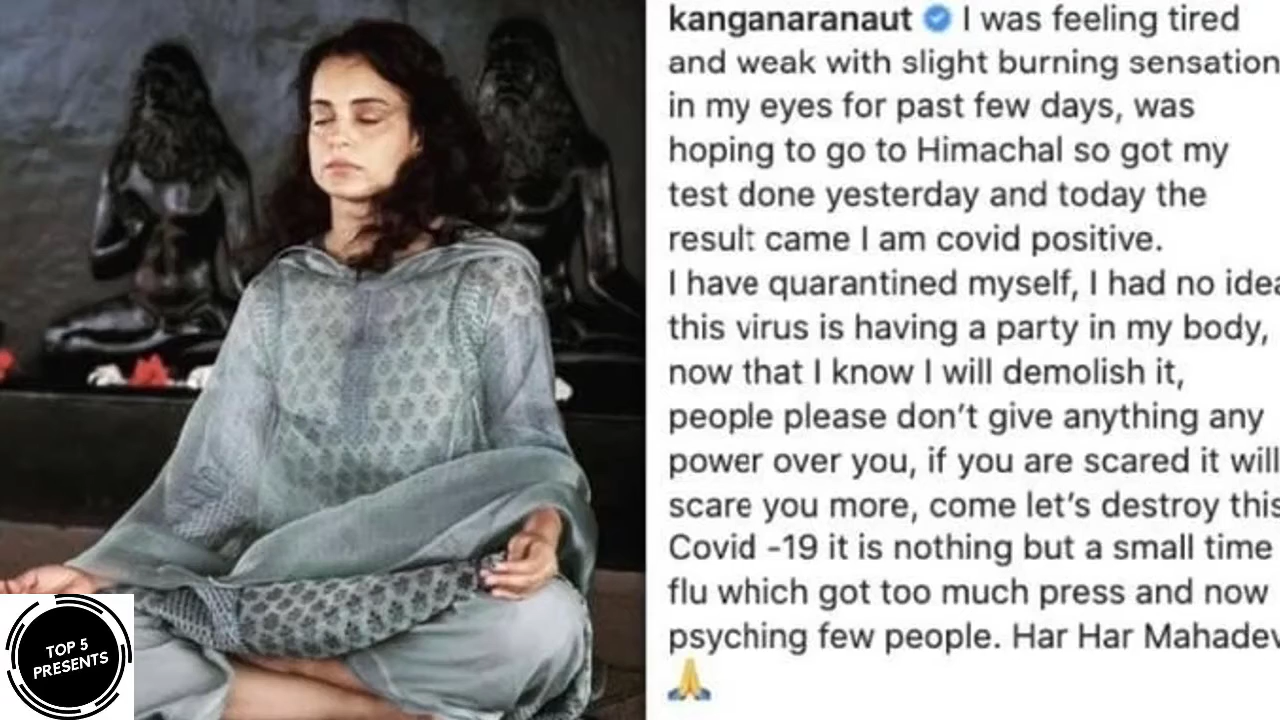 kanganaranaut I was feeling tired
and weak with slight burning sensation
in my eyes for past few days, was
hoping to go to Himachal so got my
test done yesterday and today the
result came I am covid positive.
I have quarantined myself, I had no idea
this virus is having a party in my body,
now that I know I will demolish it,
people please don’t give anything any
power over you, if you are scared it will
scare you more, come let’s destroy this
Covid -19 it is nothing but a small time
flu which got too much press and now
psyching few people. Har Har Mahadev
🙏
TOP 5
PRESENTS